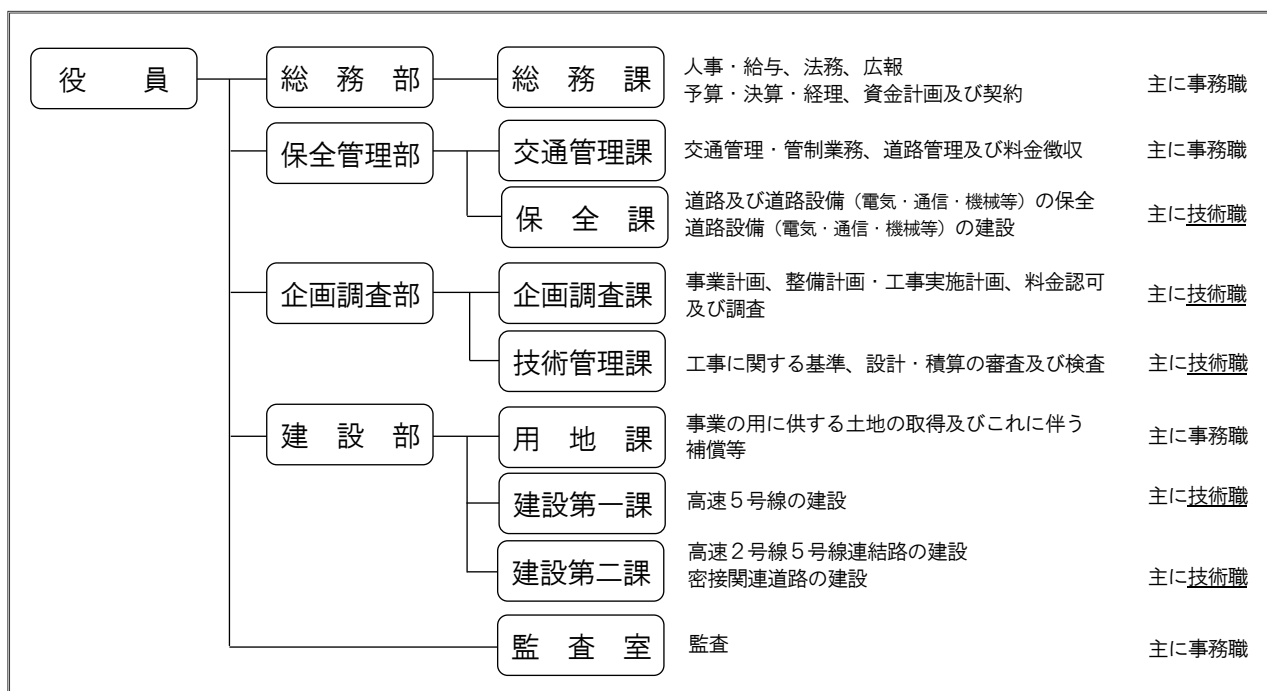 役員
総務部
総務課
人事・給与、法務、広報
予算・決算・経理、資金計画及び契約
主に事務職
保全管理部
交通管理課
交通管理・管制業務、道路管理及び料金徴収
主に事務職
保全課
道路及び道路設備（電気・通信・機械等）の保全
道路設備（電気・通信・機械等）の建設
主に技術職
企画調査部
企画調査課
事業計画、整備計画・工事実施計画、料金認可
及び調査
主に技術職
技術管理課
工事に関する基準、設計・積算の審査及び検査
主に技術職
建設部
用地課
事業の用に供する土地の取得及びこれに伴う
補償等
主に事務職
建設第一課
高速５号線の建設
主に技術職
建設第二課
高速２号線５号線連結路の建設
密接関連道路の建設
主に技術職
監査室
監査
主に事務職